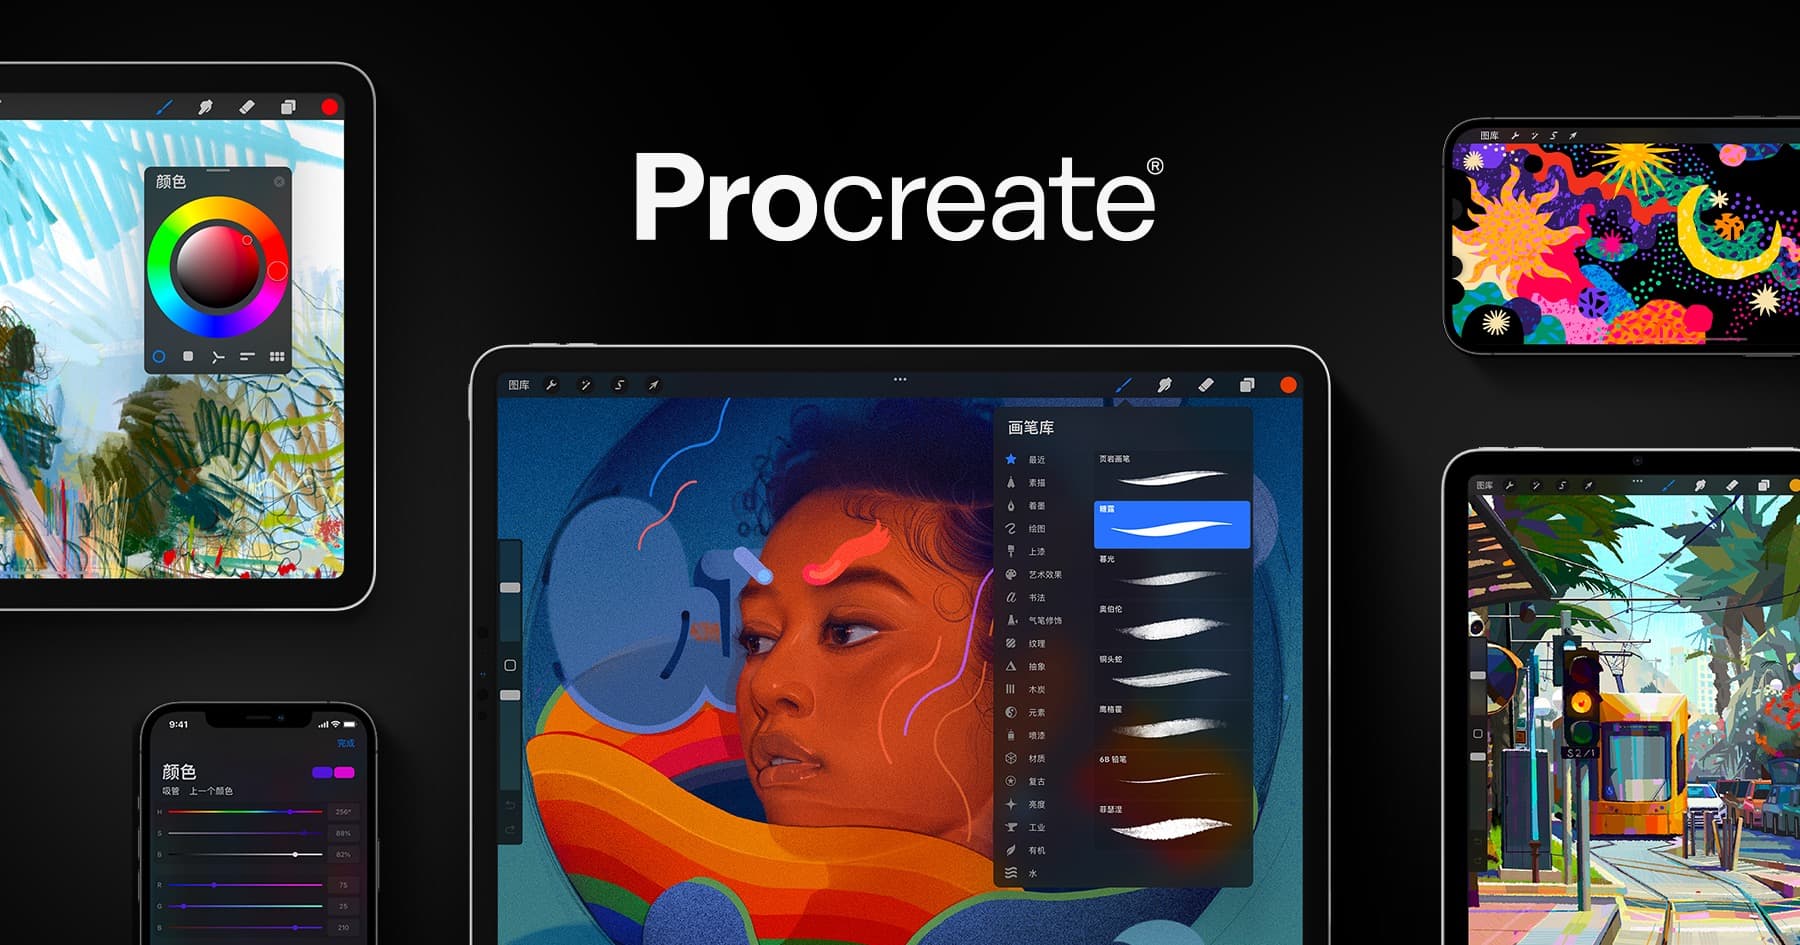 Procreate®
颜色
图库
图库
画笔库
最近
素描
着墨
绘图
上漆
艺术效果
书法
气笔修饰
纹理
抽象
木炭
元素
喷漆
材质
复古
亮度
工业
有机
水
页岩画笔
暮光
奥伯伦
铜头蛇
鹰格霍
6B 铅笔
菲瑟涅
9:41
完成
颜色
吸管 上一个颜色
H 256°
S 88%
B 82%
R 75
G 25
B 210
图库
S2/1